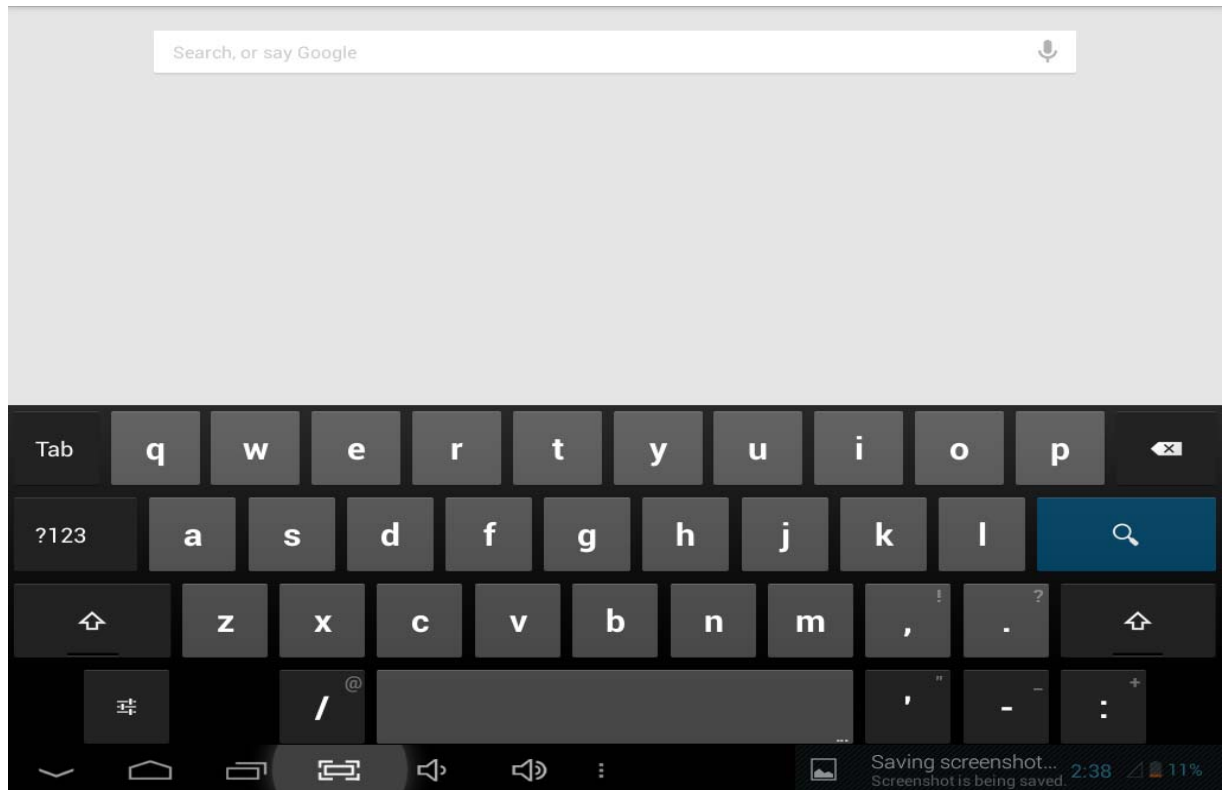 Search, or say Google
Tab q w e r t y u i o p
?123 a s d f g h j k l
z x c v b n m , ! . ?
/ @ ... ' " - _ : +
Saving screenshot...
Screenshot is being saved.
2:38 11%